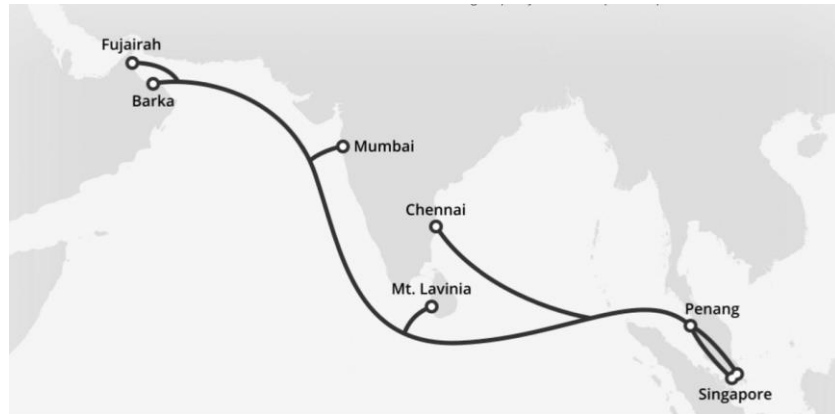 Fujairah
Barka
Mumbai
Chennai
Mt. Lavinia
Penang
Singapore